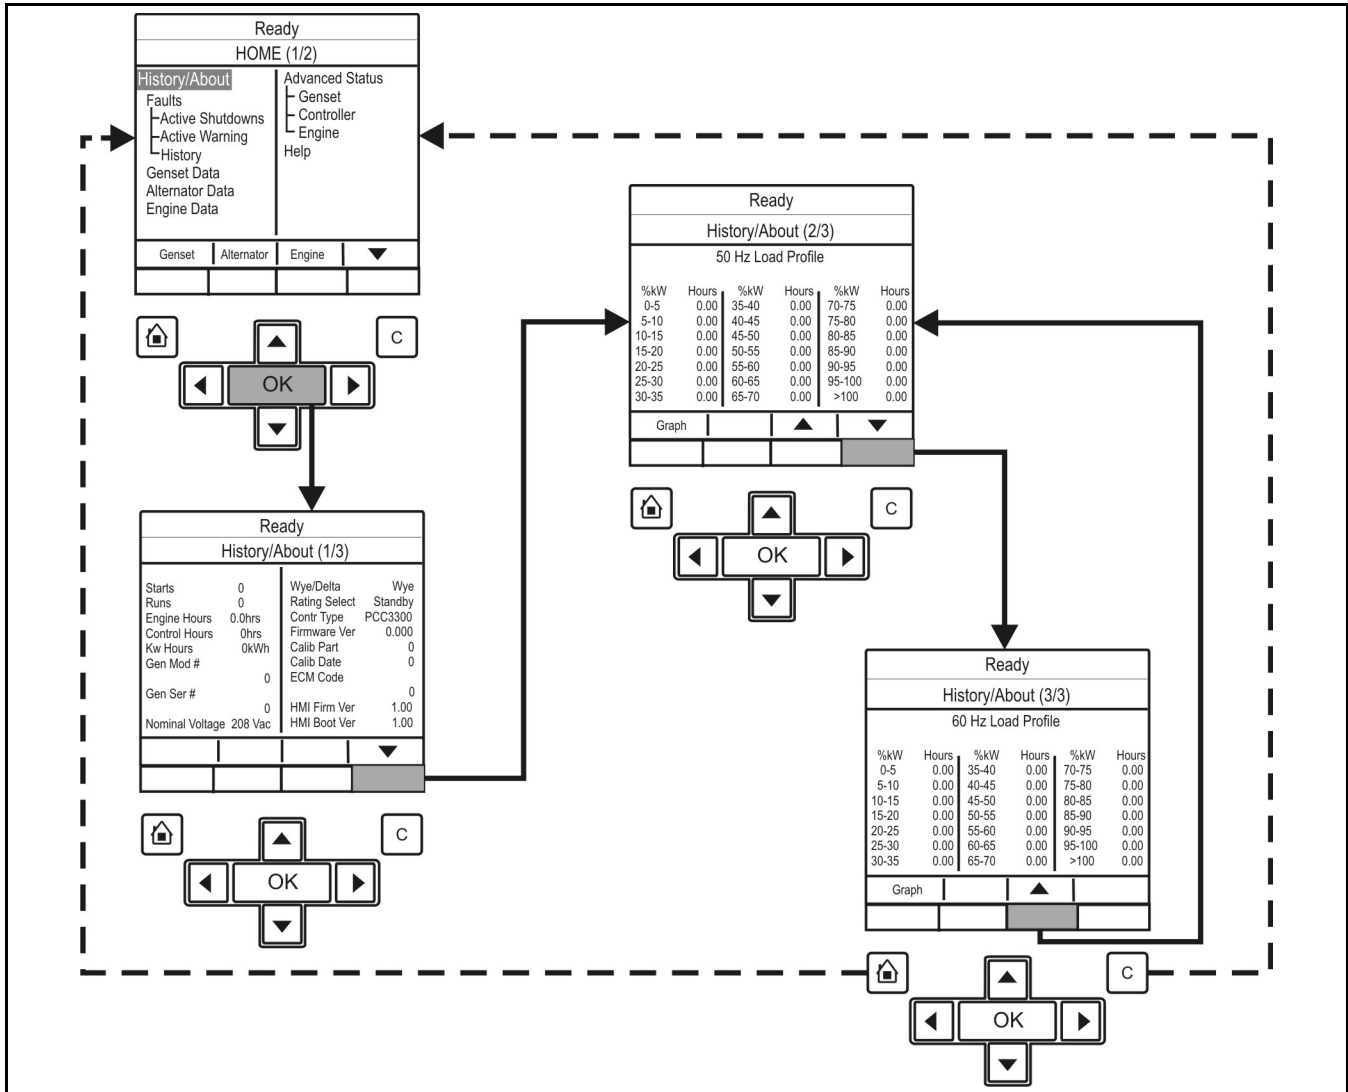 Ready
HOME (1/2)
History/About
Faults
Active Shutdowns
Active Warning
History
Genset Data
Alternator Data
Engine Data
Advanced Status
Genset
Controller
Engine
Help
Genset Alternator Engine
C
OK
Ready
History/About (1/3)
Starts 0
Runs 0
Engine Hours 0.0hrs
Control Hours 0hrs
Kw Hours 0kWh
Gen Mod #
0
Gen Ser #
0
Nominal Voltage 208 Vac
Wye/Delta Wye
Rating Select Standby
Contr Type PCC3300
Firmware Ver 0.000
Calib Part 0
Calib Date 0
ECM Code
0
HMI Firm Ver 1.00
HMI Boot Ver 1.00
C
OK
Ready
History/About (2/3)
50 Hz Load Profile
%kW Hours %kW Hours %kW Hours
0-5 0.00 35-40 0.00 70-75 0.00
5-10 0.00 40-45 0.00 75-80 0.00
10-15 0.00 45-50 0.00 80-85 0.00
15-20 0.00 50-55 0.00 85-90 0.00
20-25 0.00 55-60 0.00 90-95 0.00
25-30 0.00 60-65 0.00 95-100 0.00
30-35 0.00 65-70 0.00 >100 0.00
Graph
C
OK
Ready
History/About (3/3)
60 Hz Load Profile
%kW Hours %kW Hours %kW Hours
0-5 0.00 35-40 0.00 70-75 0.00
5-10 0.00 40-45 0.00 75-80 0.00
10-15 0.00 45-50 0.00 80-85 0.00
15-20 0.00 50-55 0.00 85-90 0.00
20-25 0.00 55-60 0.00 90-95 0.00
25-30 0.00 60-65 0.00 95-100 0.00
30-35 0.00 65-70 0.00 >100 0.00
Graph
C
OK